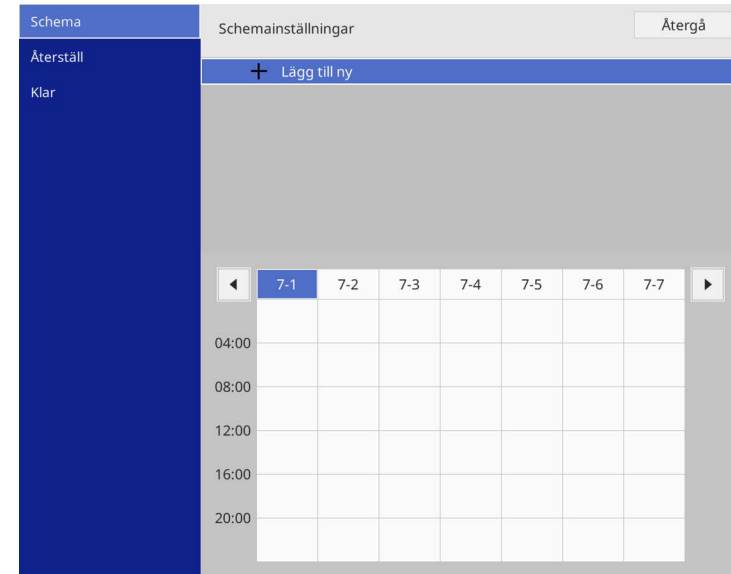 Schema
Återställ
Klar
Schemainställningar
Återgå
Lägg till ny
7-1 7-2 7-3 7-4 7-5 7-6 7-7
04:00
08:00
12:00
16:00
20:00